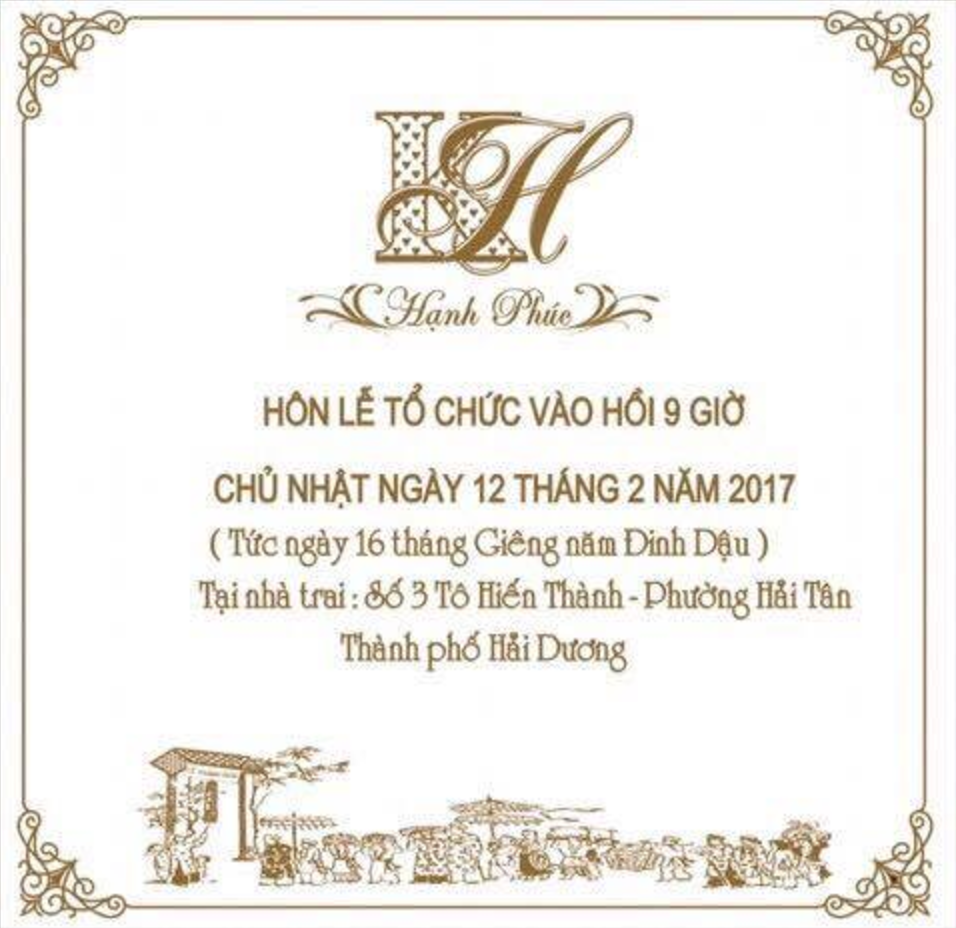 KH
Hạnh Phúc
HÔN LỄ TỔ CHỨC VÀO HỒI 9 GIỜ
CHỦ NHẬT NGÀY 12 THÁNG 2 NĂM 2017
( Tức ngày 16 tháng Giêng năm Đinh Dậu )
Tại nhà trai : Số 3 Tô Hiến Thành - Phường Hải Tân
Thành phố Hải Dương